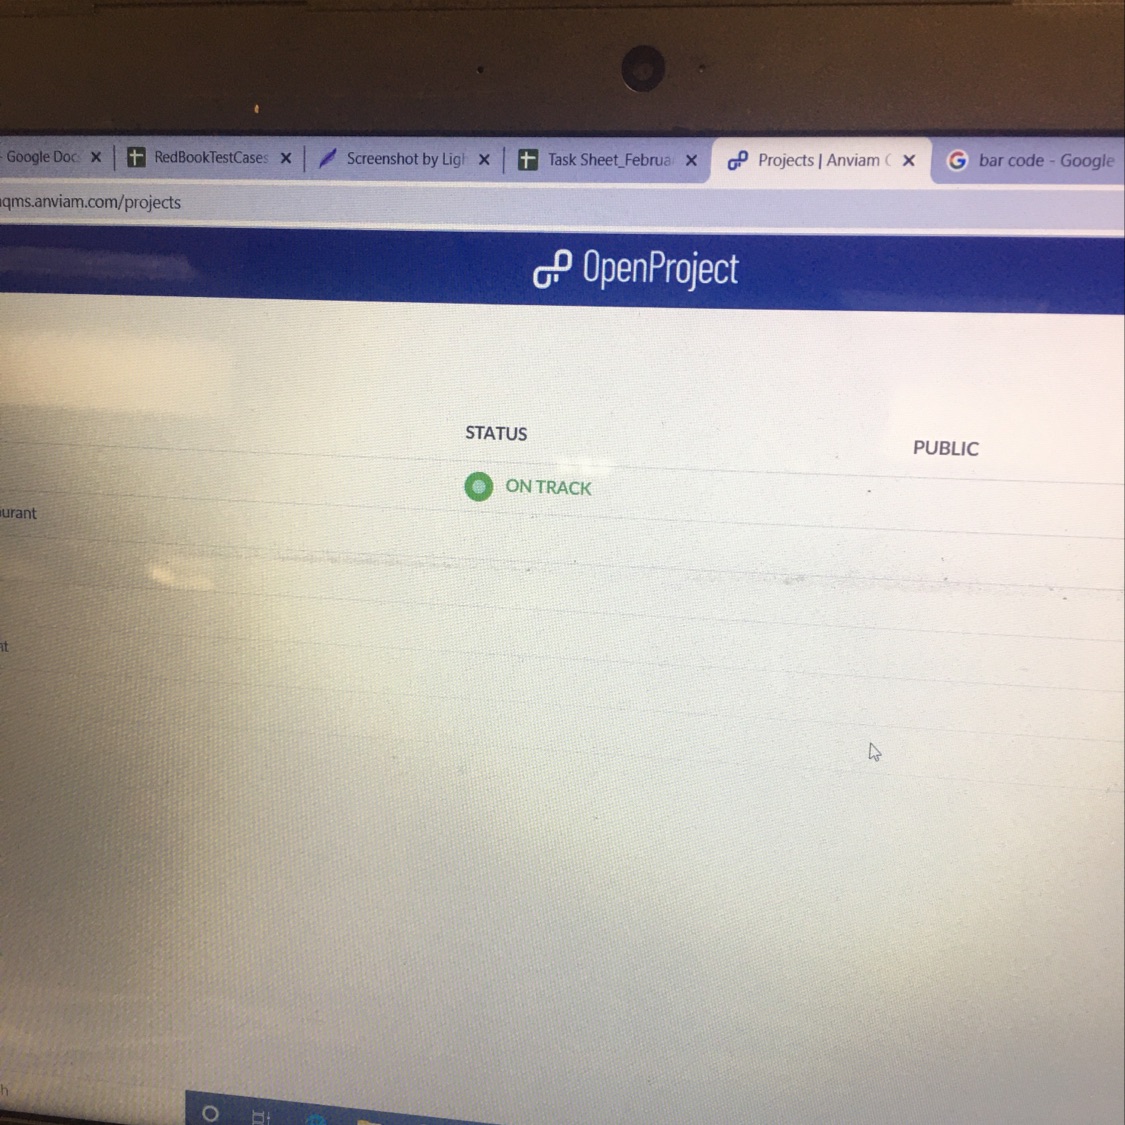 Google Doc
RedBookTestCases
Screenshot by Ligh
Task Sheet_Februa
Projects | Anviam
bar code - Google
qms.anviam.com/projects
OpenProject
STATUS
PUBLIC
ON TRACK
urant